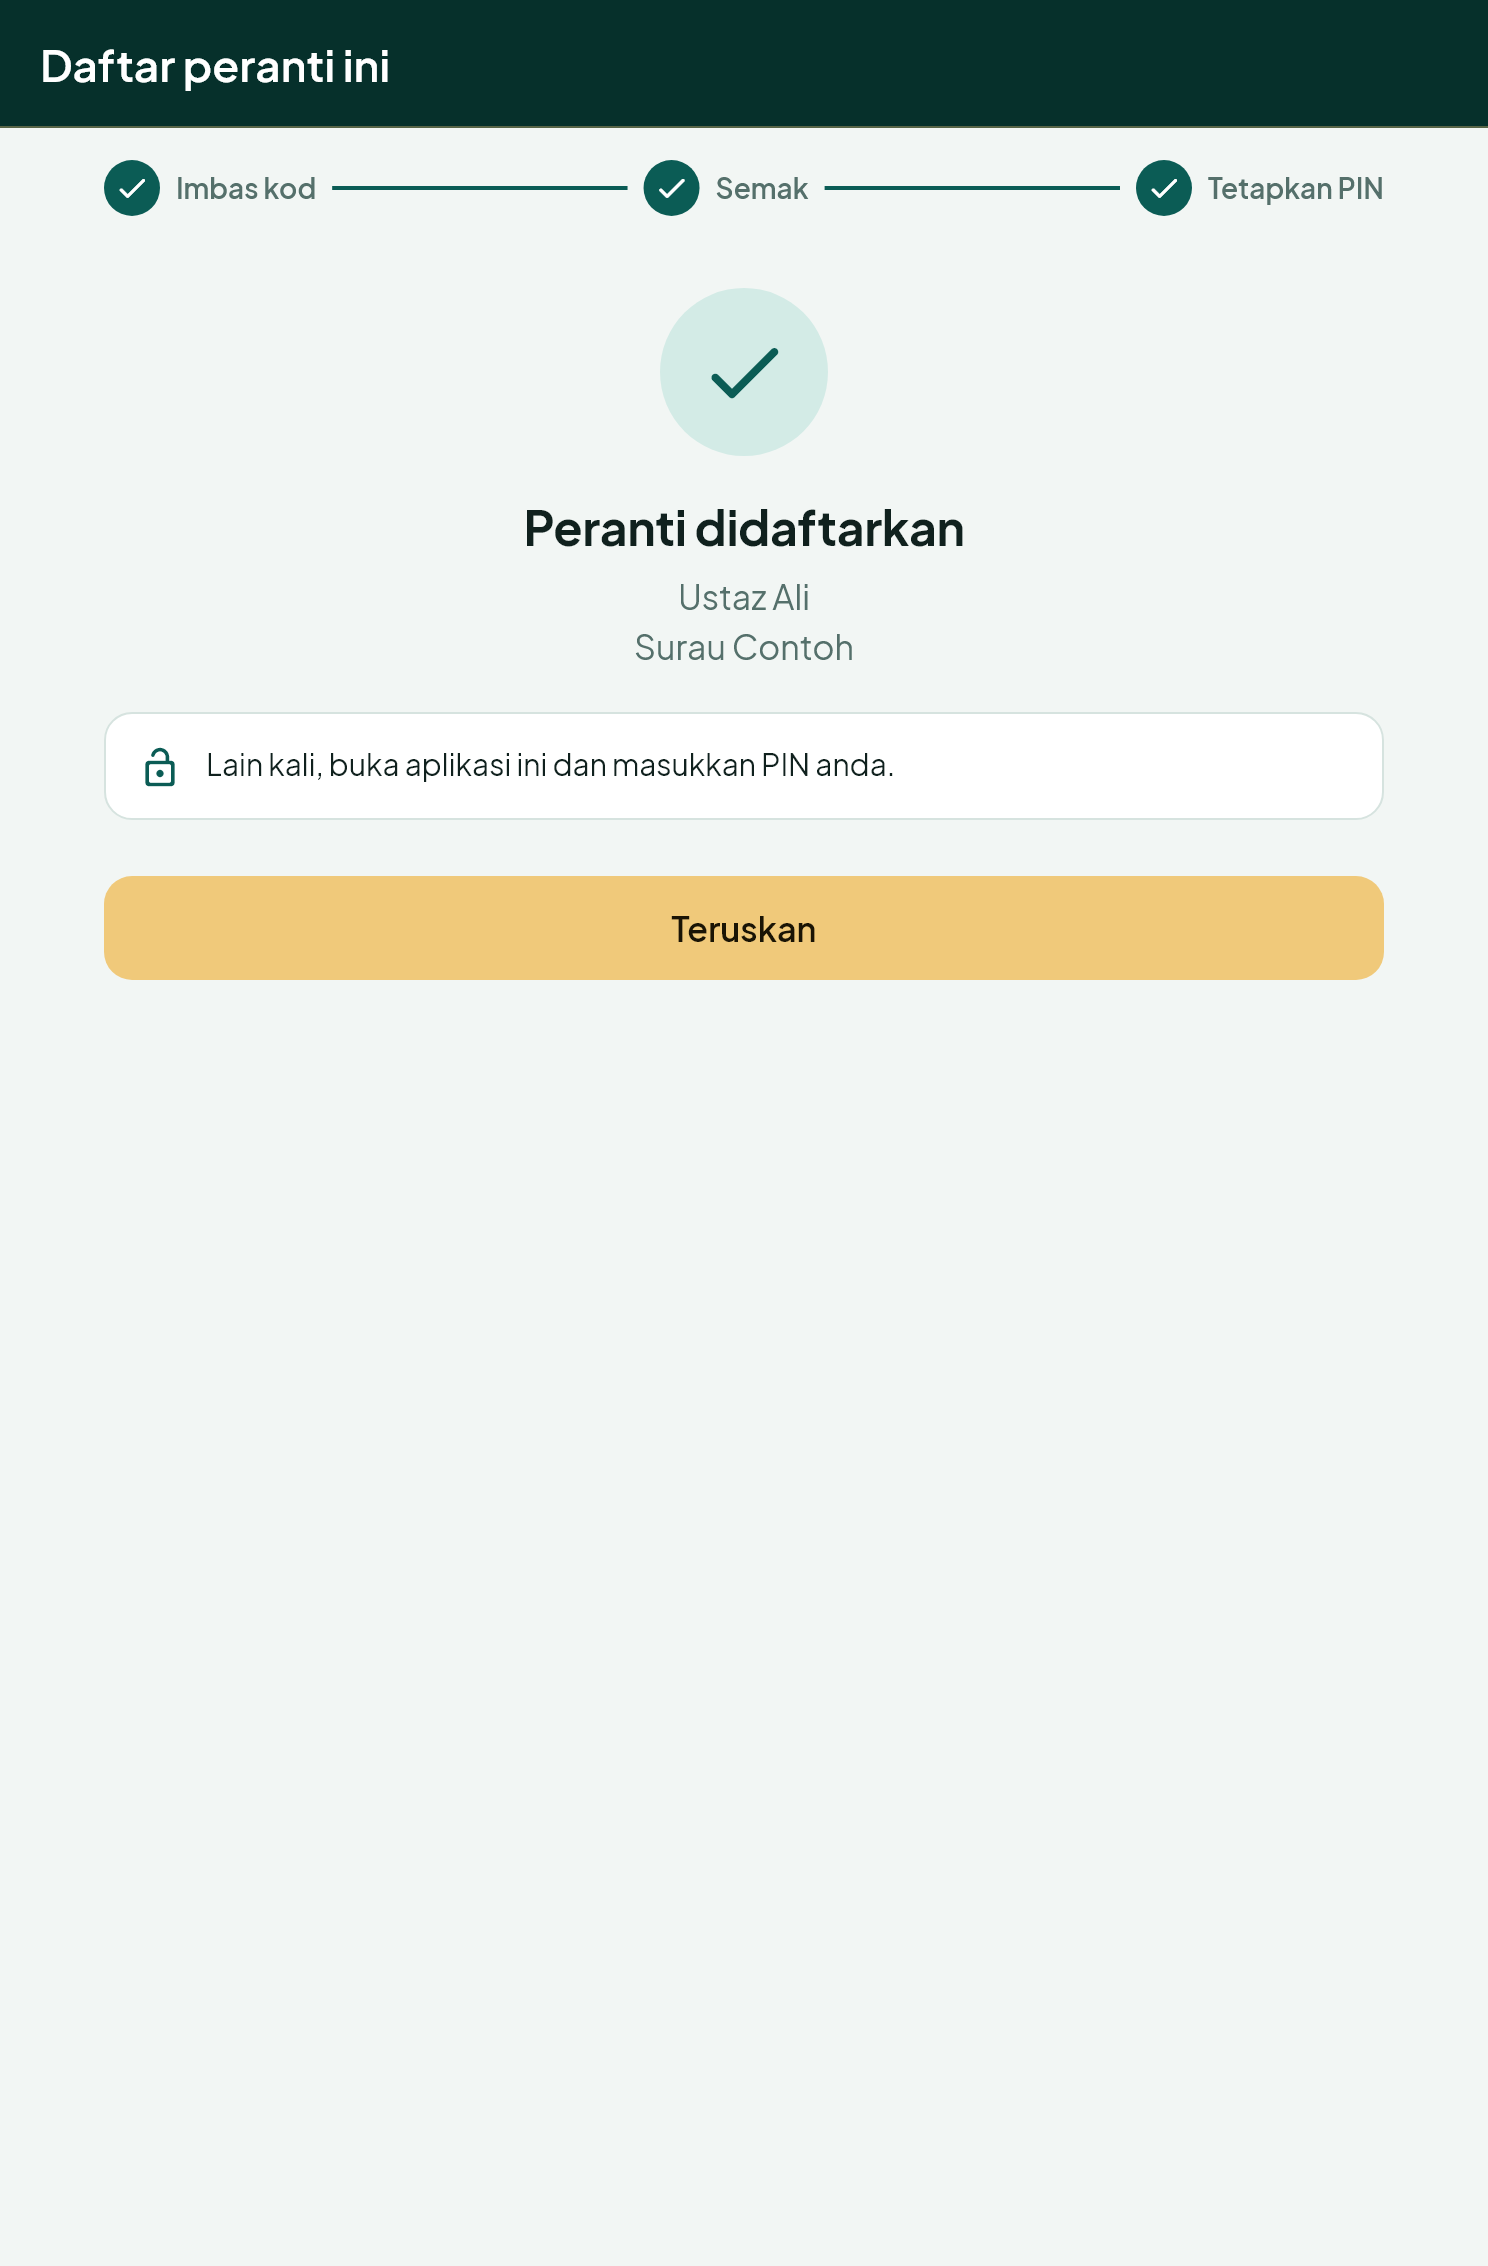 Daftar peranti ini
Imbas kod
Semak
Tetapkan PIN
Peranti didaftarkan
Ustaz Ali
Surau Contoh
Lain kali, buka aplikasi ini dan masukkan PIN anda.
Teruskan